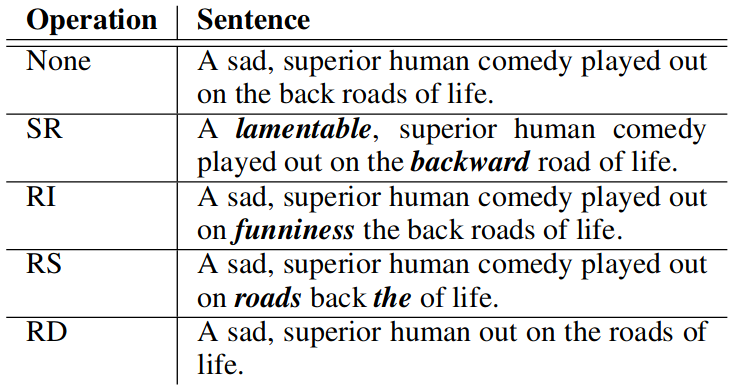 Operation Sentence
None A sad, superior human comedy played out
on the back roads of life.
SR A lamentable, superior human comedy
played out on the backward road of life.
RI A sad, superior human comedy played out
on funniness the back roads of life.
RS A sad, superior human comedy played out
on roads back the of life.
RD A sad, superior human out on the roads of
life.